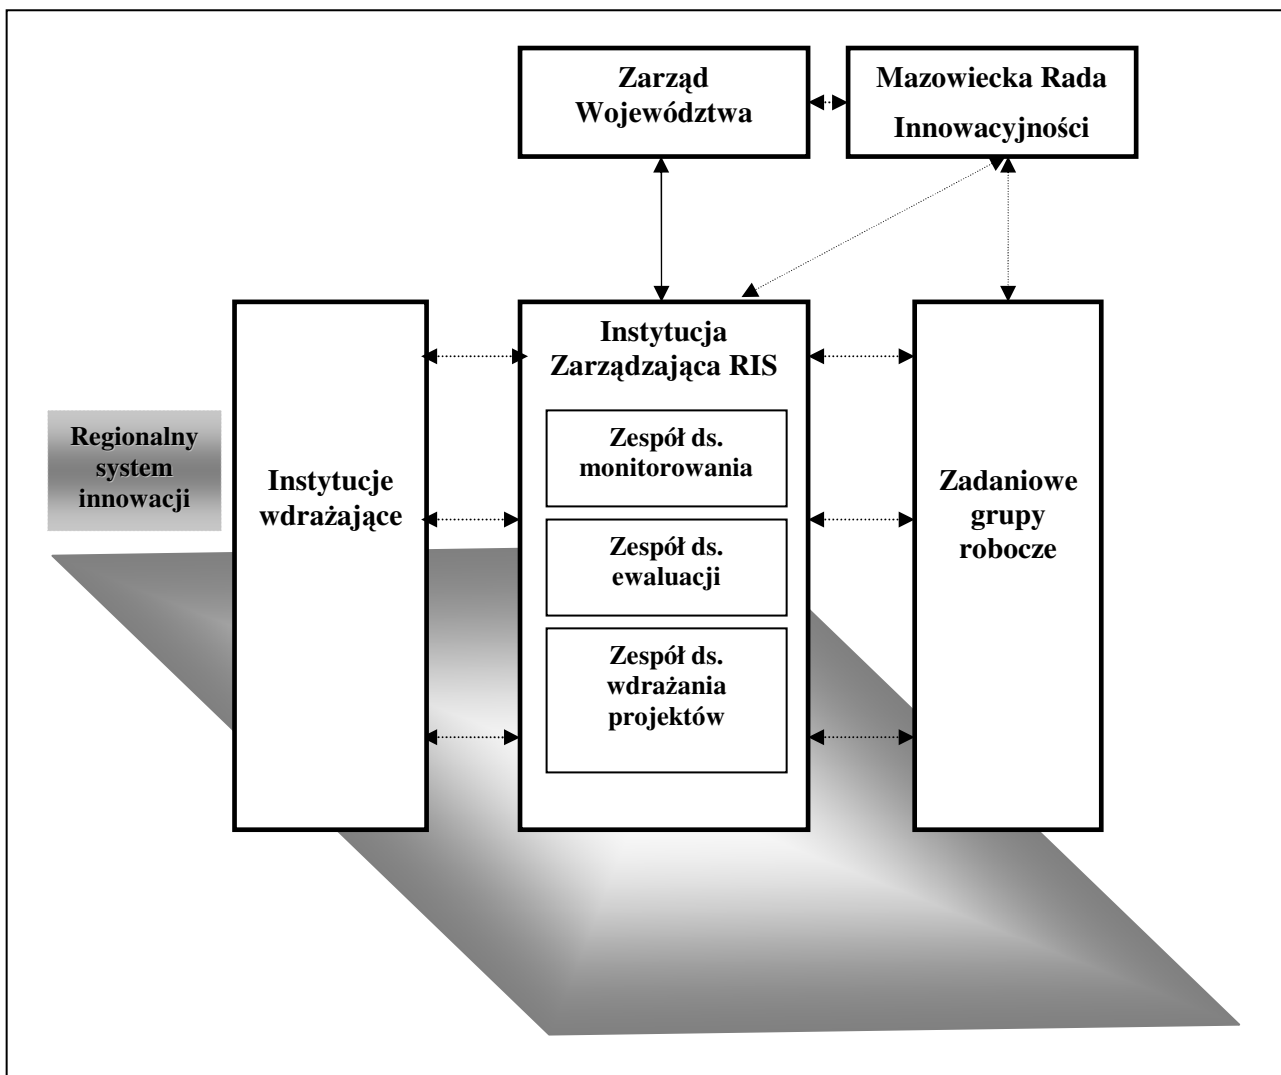 Zarząd
Województwa
Mazowiecka Rada
Innowacyjności
Regionalny
system
innowacji
Instytucje
wdrażające
Instytucja
Zarządzająca RIS
Zespół ds.
monitorowania
Zespół ds.
ewaluacji
Zespół ds.
wdrażania
projektów
Zadaniowe
grupy
robocze